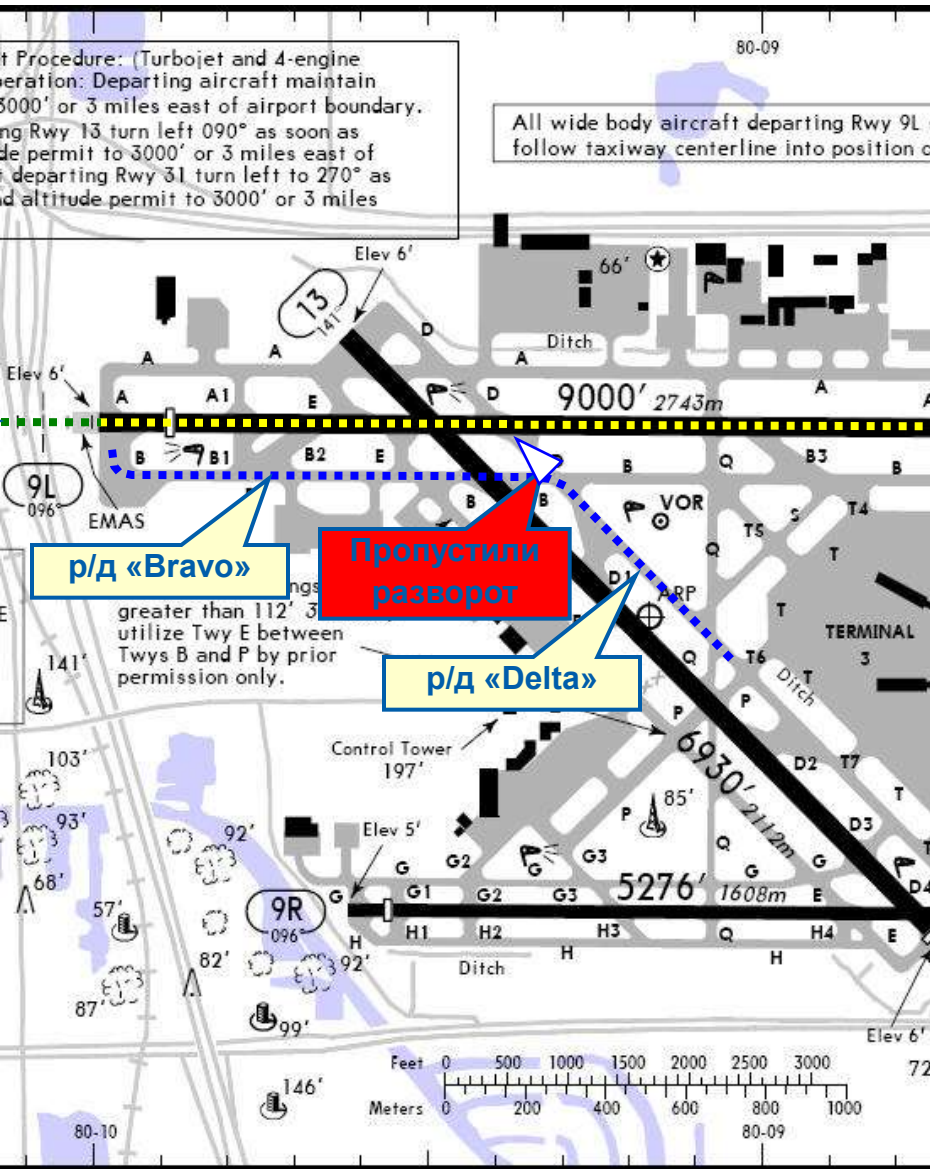 80-09
t Procedure: (Turbojet and 4-engine
peration: Departing aircraft maintain
3000' or 3 miles east of airport boundary.
ng Rwy 13 turn left 090° as soon as
de permit to 3000' or 3 miles east of
t departing Rwy 31 turn left to 270° as
nd altitude permit to 3000' or 3 miles
All wide body aircraft departing Rwy 9L
follow taxiway centerline into position
Elev 6'
66'
13
141°
D
Ditch
A
A
A
Elev 6'
A
A1
E
D
9000' 2743m
A
B
B1
B2
E
B
Q
B3
B
9L
096°
EMAS
B
B
VOR
T5
S
T4
р/д «Bravo»
Пропустили
разворот
Q
T
D1
ARP
ngs
greater than 112' 3
utilize Twy E between
Twys B and P by prior
permission only.
T
TERMINAL
3
E
141'
р/д «Delta»
Q
T6
T
Ditch
P
P
Control Tower
197'
6930' 2112m
D2
T7
103'
85'
P
T
93'
92'
Elev 5'
D3
Q
68'
G
G2
G
G3
G
G
T
D4
57'
9R
096°
G
G1
G2
G3
5276' 1608m
E
H
H1
H2
H3
Q
H4
E
H
H
82'
92'
Ditch
87'
99'
Elev 6'
72
Feet 0 500 1000 1500 2000 2500 3000
Meters 0 200 400 600 800 1000
146'
80-10
80-09